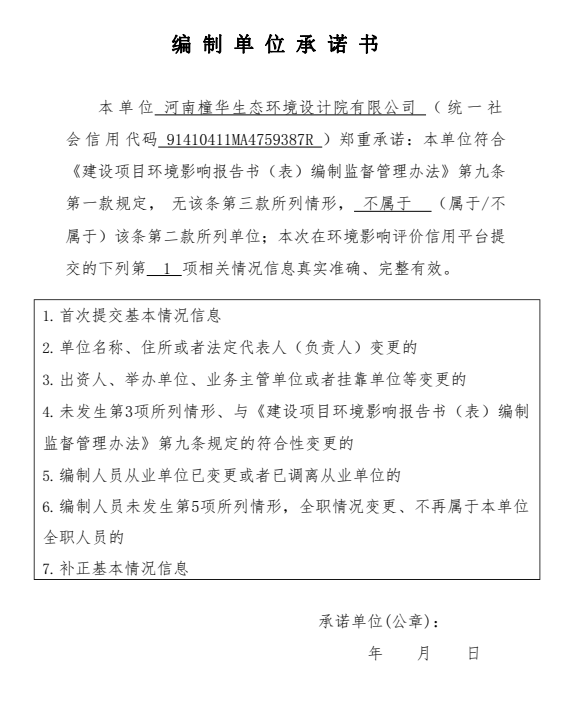 编制单位承诺书
本单位 河南橦华生态环境设计院有限公司 （统一社
会信用代码 91410411MA4759387R ）郑重承诺：本单位符合
《建设项目环境影响报告书（表）编制监督管理办法》第九条
第一款规定， 无该条第三款所列情形， 不属于 （属于/不
属于）该条第二款所列单位；本次在环境影响评价信用平台提
交的下列第 1 项相关情况信息真实准确、完整有效。
1. 首次提交基本情况信息
2. 单位名称、住所或者法定代表人（负责人）变更的
3. 出资人、举办单位、业务主管单位或者挂靠单位等变更的
4. 未发生第3项所列情形、与《建设项目环境影响报告书（表）编制
监督管理办法》第九条规定的符合性变更的
5. 编制人员从业单位已变更或者已调离从业单位的
6. 编制人员未发生第5项所列情形，全职情况变更、不再属于本单位
全职人员的
7. 补正基本情况信息
承诺单位(公章)：
年 月 日